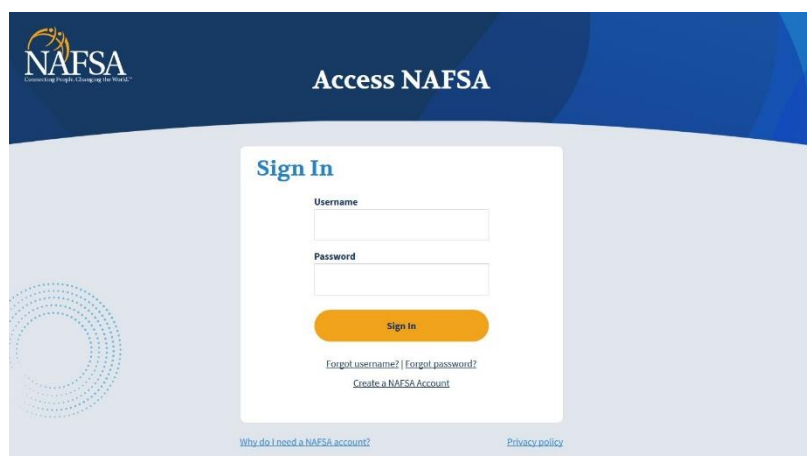 NAFSA
Connecting People. Changing the World.™
Access NAFSA
Sign In
Username
Password
Sign In
Forgot username? | Forgot password?
Create a NAFSA Account
Why do I need a NAFSA account? Privacy policy